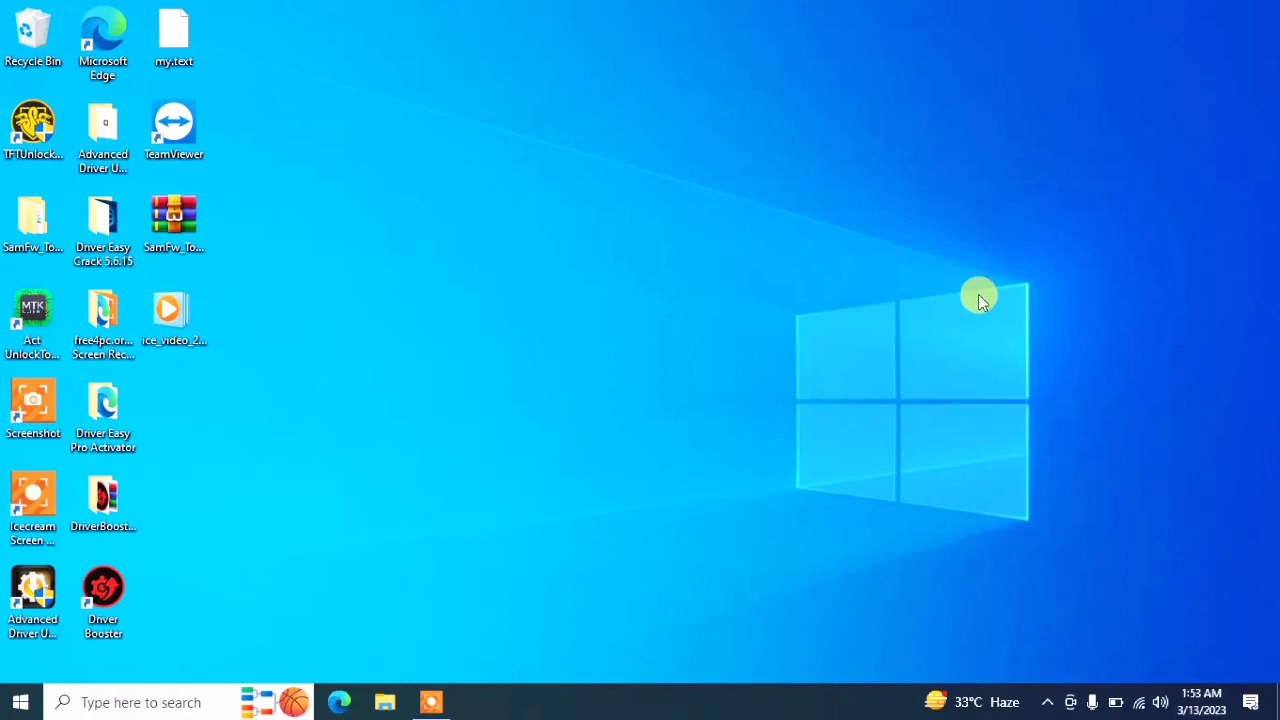 Recycle Bin
Microsoft
Edge
my.text
TFTUnlock...
Advanced
Driver U...
TeamViewer
SamFw_To...
Driver Easy
Crack 5.6.15
SamFw_To...
MTK
Act
UnlockTo...
free4pc.or...
Screen Rec...
ice_video_2...
Screenshot
Driver Easy
Pro Activator
Icecream
Screen ...
DriverBoost...
Advanced
Driver U...
Driver
Booster
Type here to search
33°C Haze
1:53 AM
3/13/2023